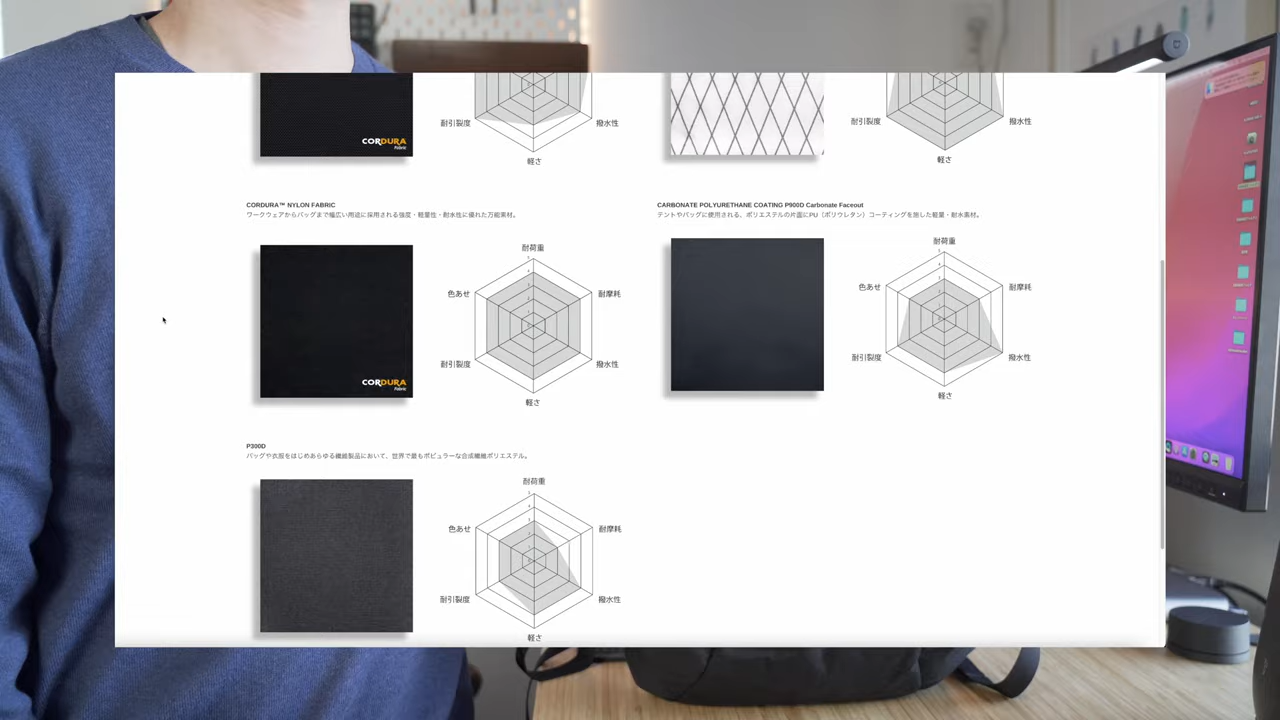 耐引裂度
撥水性
軽さ
CORDURA
Fabric
耐引裂度
撥水性
軽さ
CORDURA™ NYLON FABRIC
ワークウェアからバッグまで幅広い用途に採用される強度・軽量性・耐水性に優れた万能素材。
CARBONATE POLYURETHANE COATING P900D Carbonate Faceout
テントやバッグに使用される、ポリエステルの片面にPU（ポリウレタン）コーティングを施した軽量・耐水素材。
耐荷重
色あせ
耐摩耗
耐引裂度
撥水性
軽さ
CORDURA
Fabric
耐荷重
色あせ
耐摩耗
耐引裂度
撥水性
軽さ
P300D
バッグや衣服をはじめあらゆる繊維製品において、世界で最もポピュラーな合成繊維ポリエステル。
耐荷重
色あせ
耐摩耗
耐引裂度
撥水性
軽さ